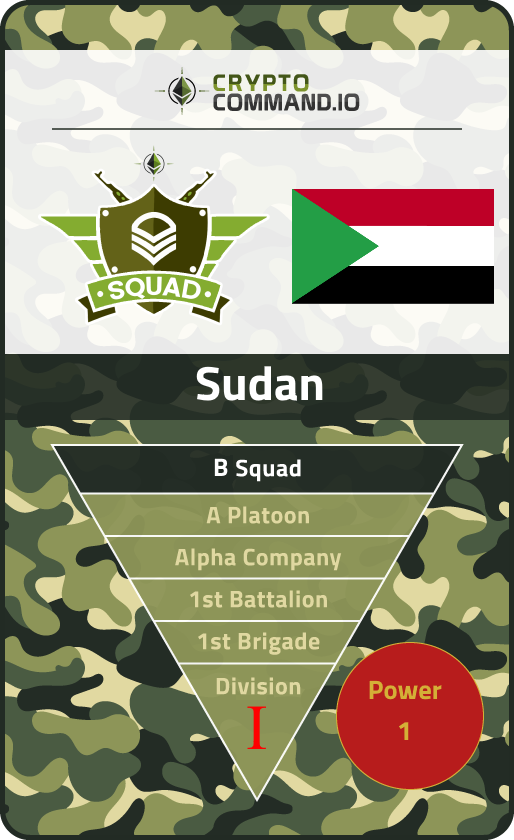 CRYPTO
COMMAND.IO
SQUAD
Sudan
B Squad
A Platoon
Alpha Company
1st Battalion
1st Brigade
Division
I
Power
1